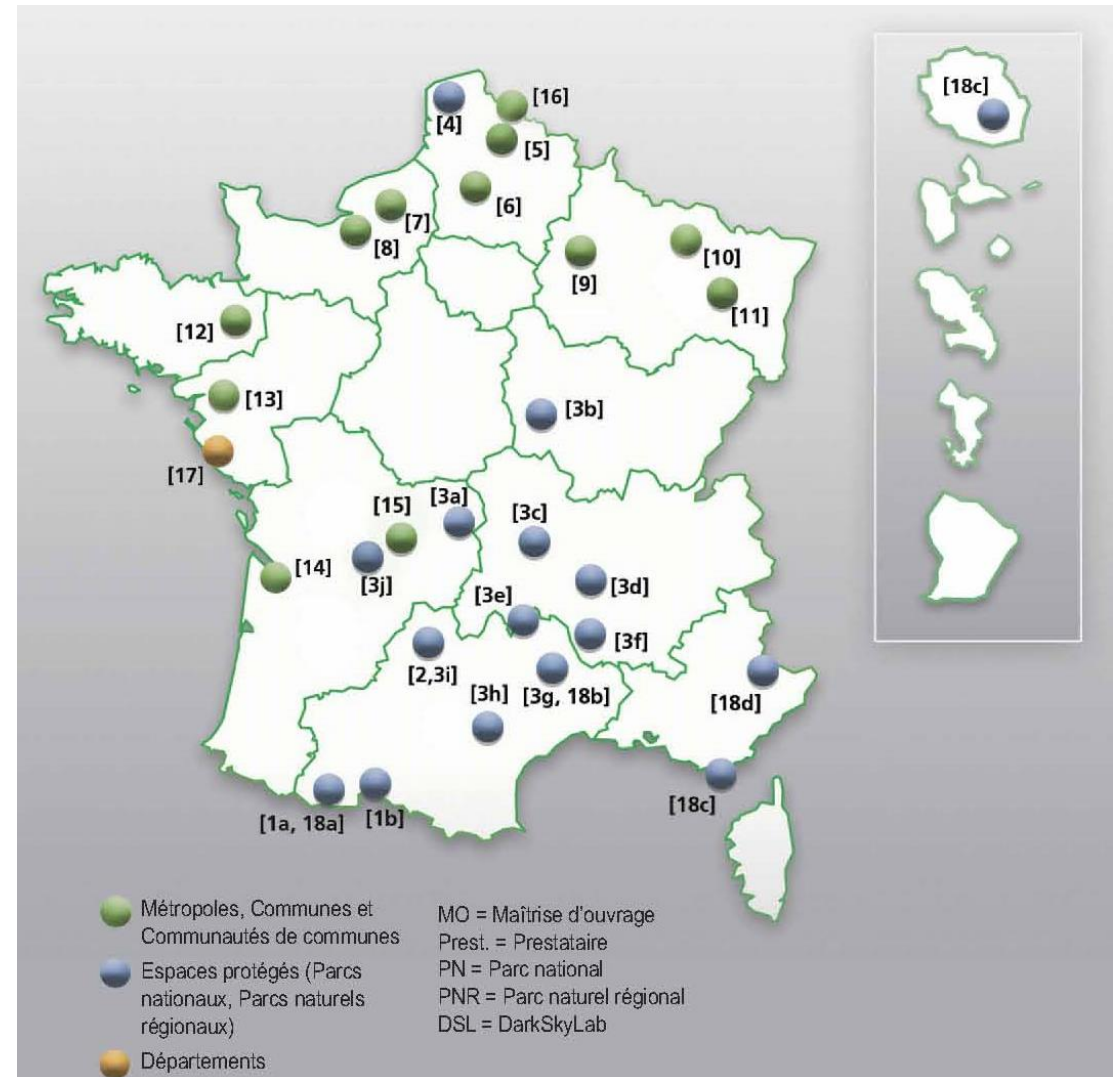 [18c]
[16]
[4]
[5]
[6]
[7]
[8]
[10]
[9]
[11]
[12]
[13]
[3b]
[17]
[3a]
[15]
[3c]
[14]
[3j]
[3d]
[3e]
[3f]
[2,3i]
[3h]
[3g, 18b]
[18d]
[18c]
[1a, 18a]
[1b]
Métropoles, Communes et
Communautés de communes
Espaces protégés (Parcs
nationaux, Parcs naturels
régionaux)
Départements
MO = Maîtrise d'ouvrage
Prest. = Prestataire
PN = Parc national
PNR = Parc naturel régional
DSL = DarkSkyLab